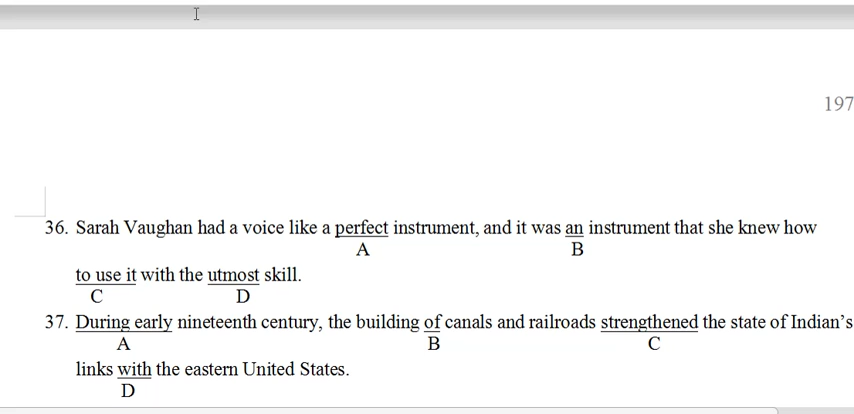 197
36. Sarah Vaughan had a voice like a perfect instrument, and it was an instrument that she knew how
A B
to use it with the utmost skill.
C D
37. During early nineteenth century, the building of canals and railroads strengthened the state of Indian’s
A B C
links with the eastern United States.
D